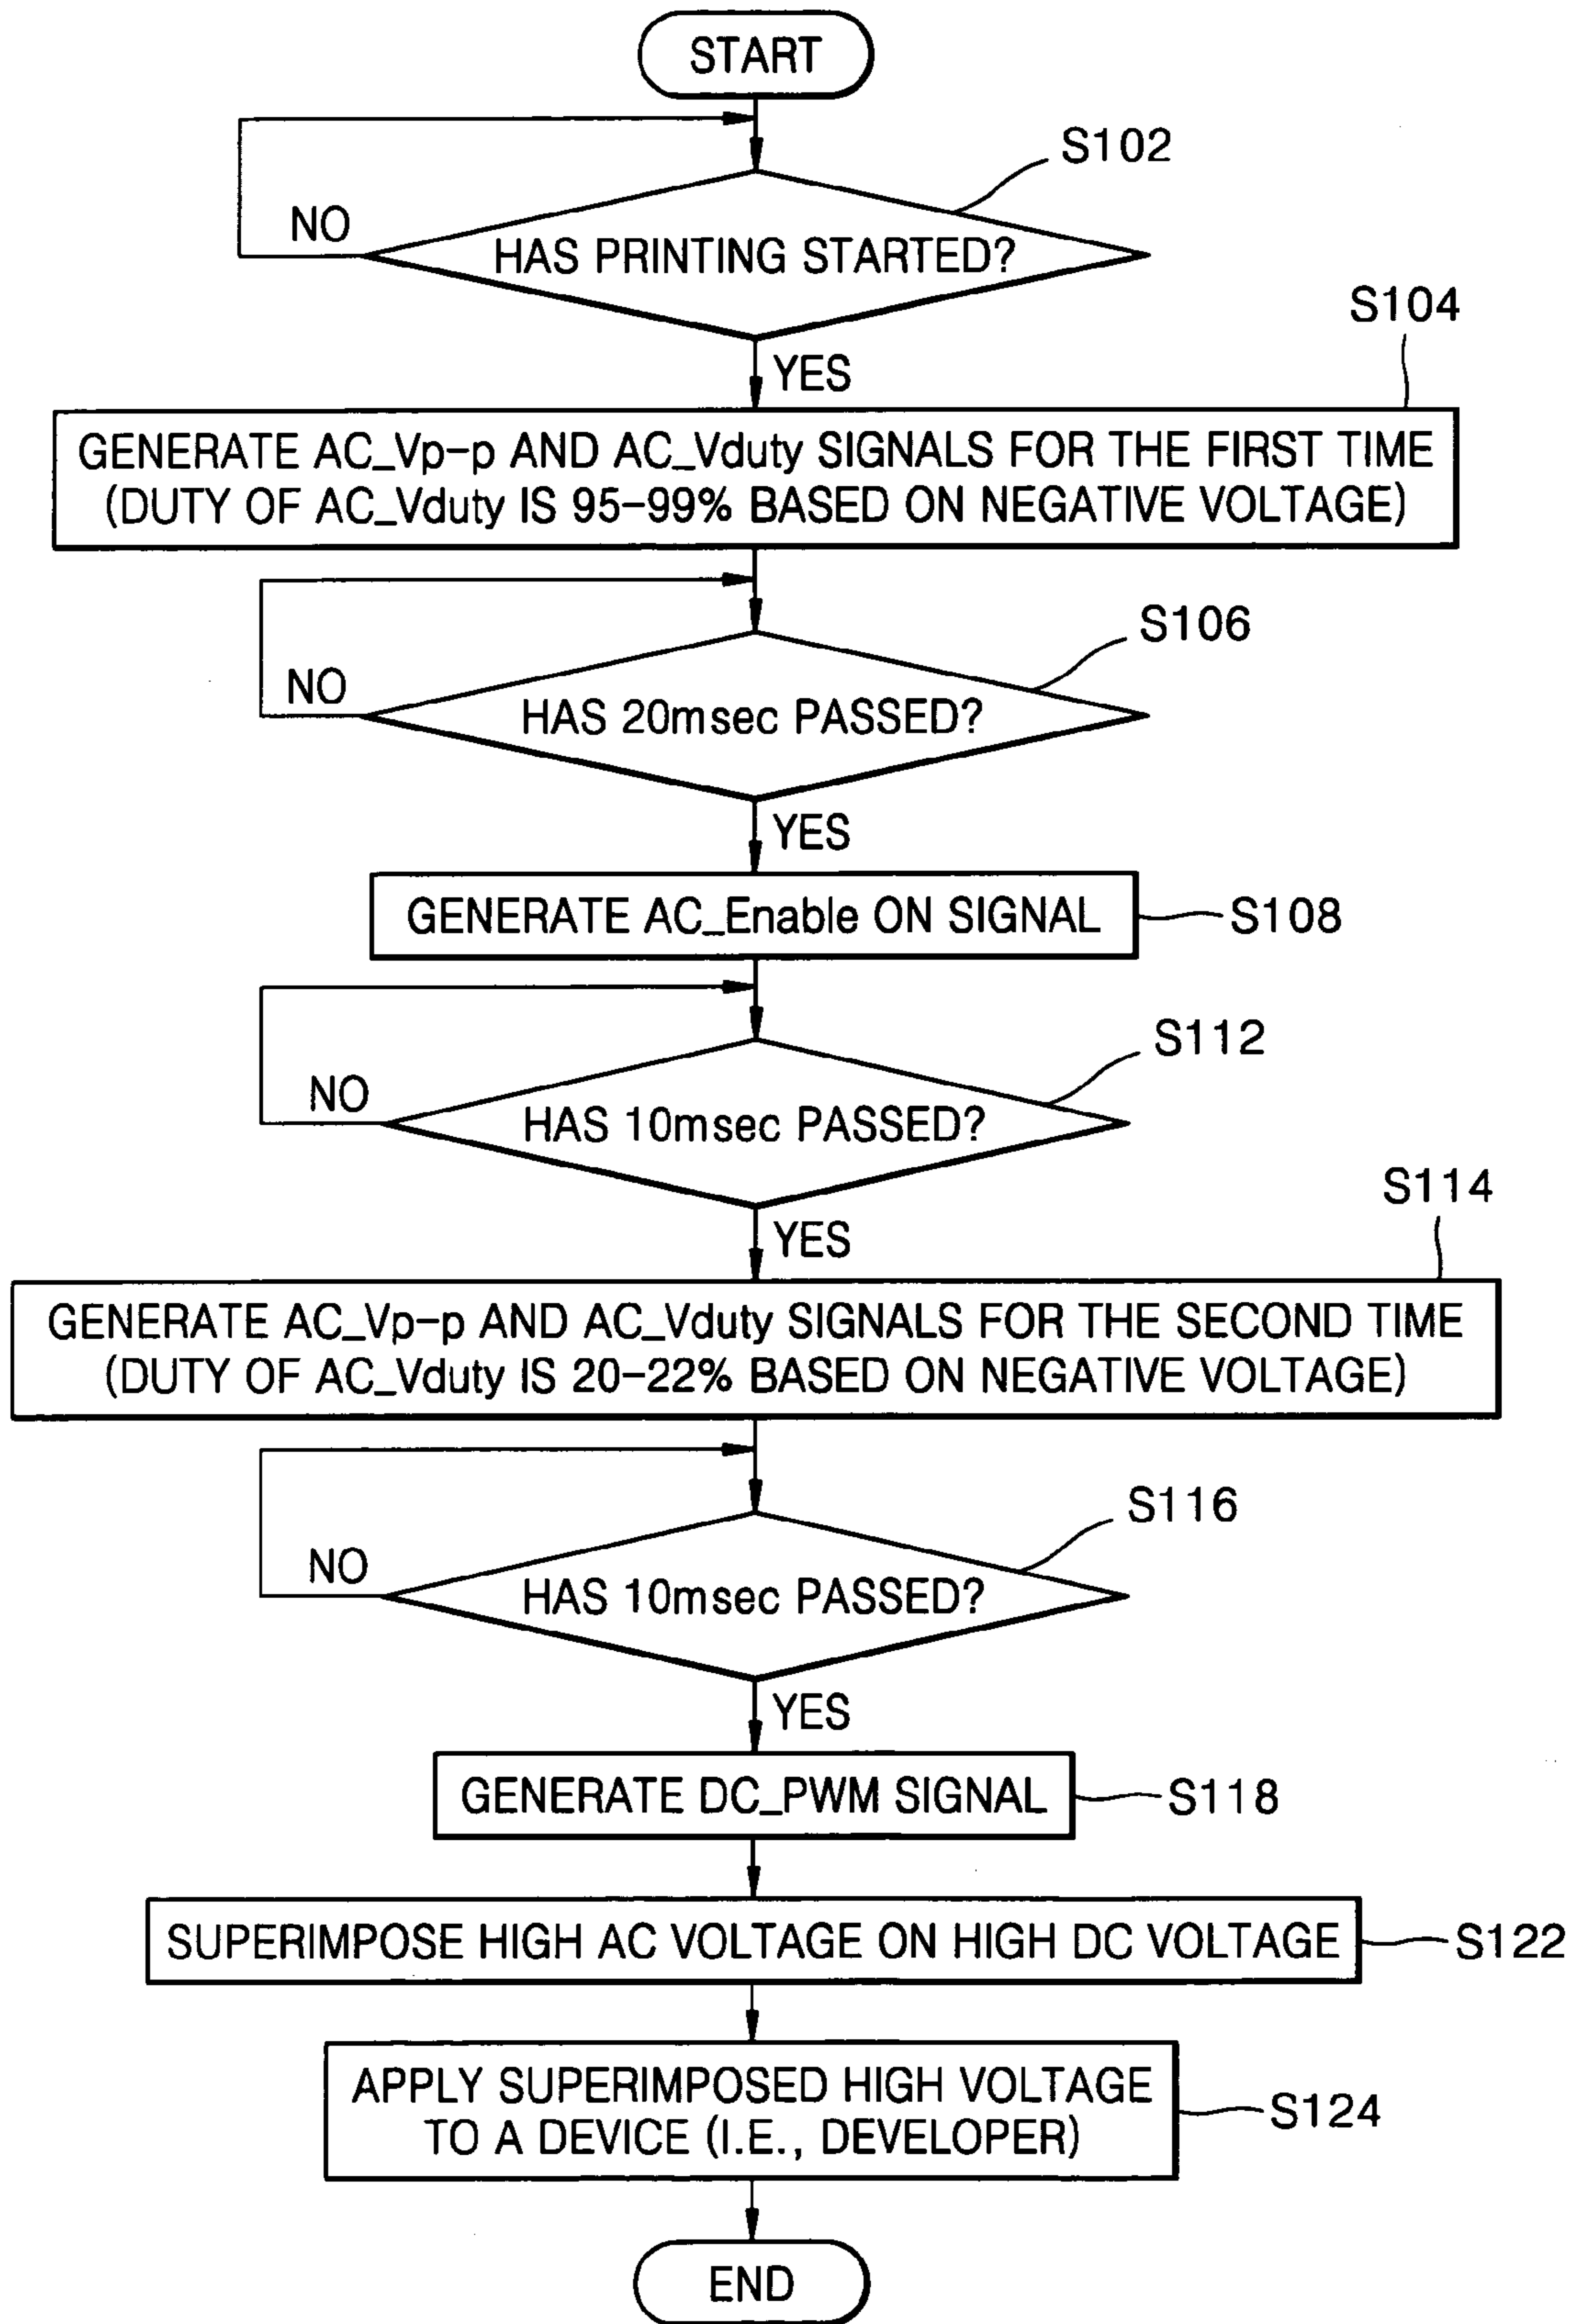 START
S102
NO
HAS PRINTING STARTED?
S104
YES
GENERATE AC_Vp-p AND AC_Vduty SIGNALS FOR THE FIRST TIME
(DUTY OF AC_Vduty IS 95-99% BASED ON NEGATIVE VOLTAGE)
S106
NO
HAS 20msec PASSED?
YES
GENERATE AC_Enable ON SIGNAL
S108
S112
NO
HAS 10msec PASSED?
S114
YES
GENERATE AC_Vp-p AND AC_Vduty SIGNALS FOR THE SECOND TIME
(DUTY OF AC_Vduty IS 20-22% BASED ON NEGATIVE VOLTAGE)
S116
NO
HAS 10msec PASSED?
YES
GENERATE DC_PWM SIGNAL
S118
SUPERIMPOSE HIGH AC VOLTAGE ON HIGH DC VOLTAGE
S122
APPLY SUPERIMPOSED HIGH VOLTAGE
TO A DEVICE (I.E., DEVELOPER)
S124
END